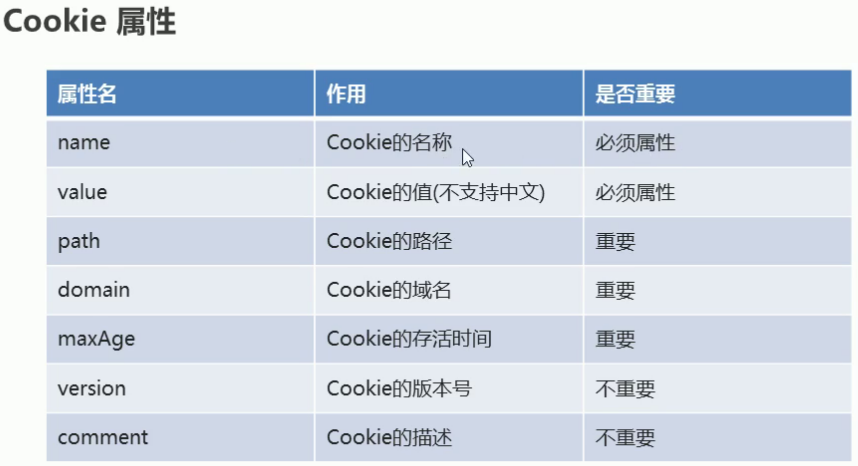 Cookie 属性
属性名 作用 是否重要
name Cookie的名称 必须属性
value Cookie的值(不支持中文) 必须属性
path Cookie的路径 重要
domain Cookie的域名 重要
maxAge Cookie的存活时间 重要
version Cookie的版本号 不重要
comment Cookie的描述 不重要